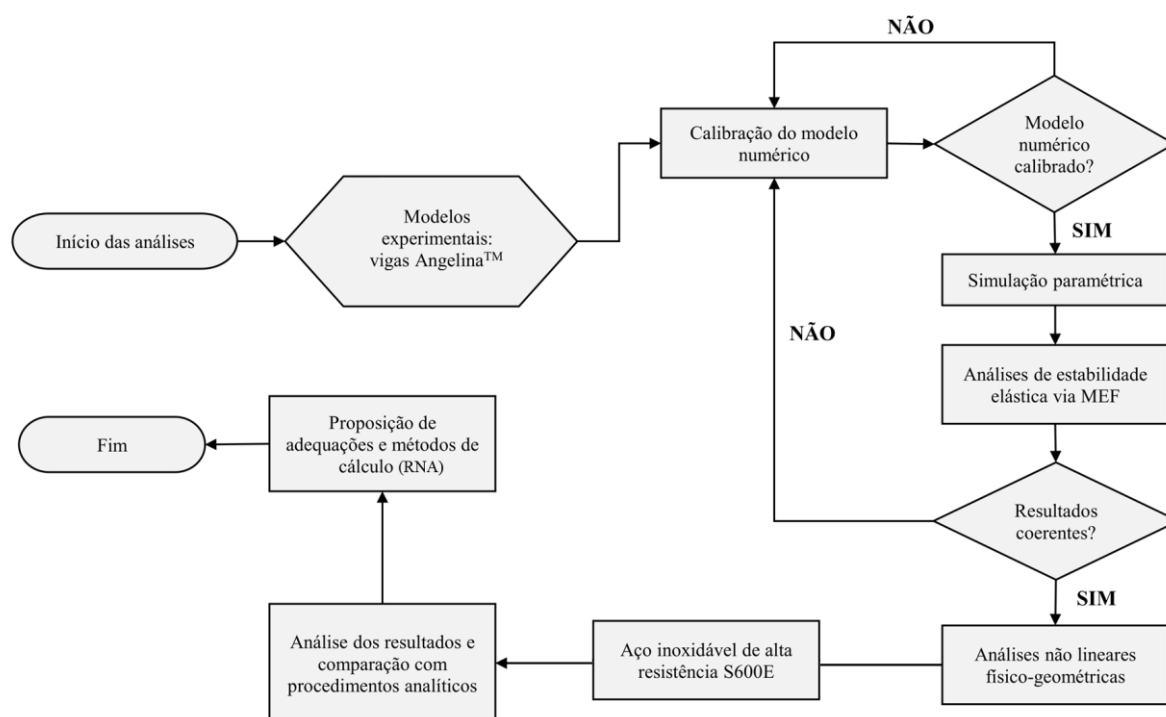 NÃO
Calibração do modelo
numérico
Modelo
numérico
calibrado?
Início das análises
Modelos
experimentais:
vigas Angelina™
SIM
Simulação paramétrica
NÃO
Análises de estabilidade
elástica via MEF
Resultados
coerentes?
SIM
Análises não lineares
físico-geométricas
Aço inoxidável de alta
resistência S600E
Análise dos resultados e
comparação com
procedimentos analíticos
Proposição de
adequações e métodos de
cálculo (RNA)
Fim